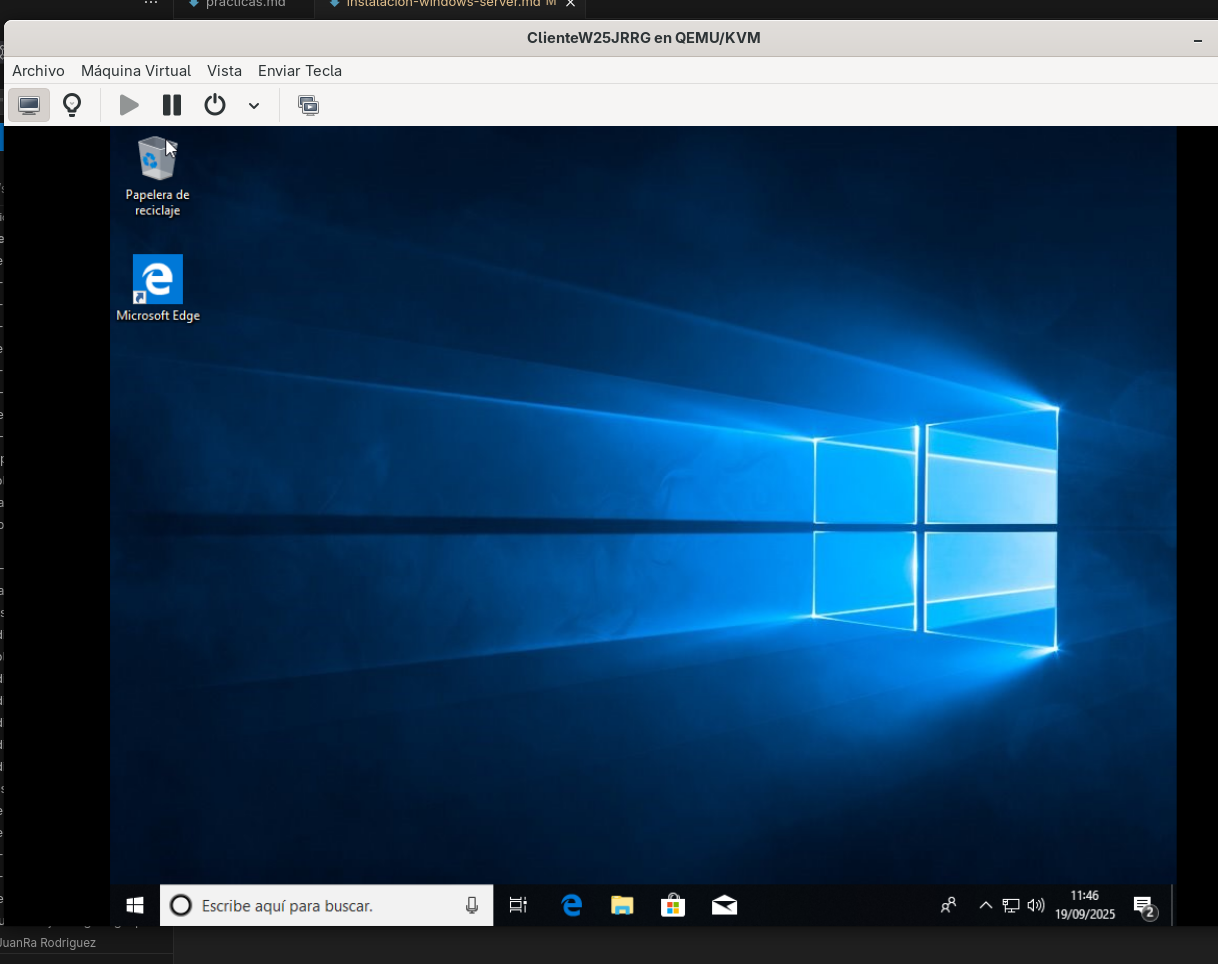 practicas.md
instalacion-windows-server.md M
ClienteW25JRRG en QEMU/KVM
Archivo Máquina Virtual Vista Enviar Tecla
Papelera de
reciclaje
Microsoft Edge
Escribe aquí para buscar.
11:46
19/09/2025
2
JuanRa Rodriguez